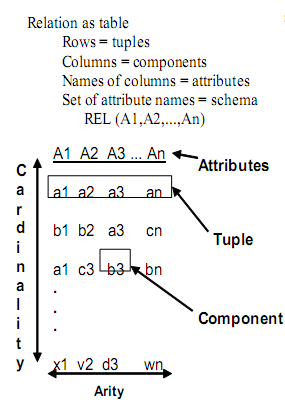 Relation as table
Rows = tuples
Columns = components
Names of columns = attributes
Set of attribute names = schema
REL (A1,A2,...,An)
A1 A2 A3 ... An
Attributes
a1 a2 a3 an
Tuple
b1 b2 a3 cn
a1 c3 b3 bn
Component
x1 v2 d3 wn
Cardinality
Arity